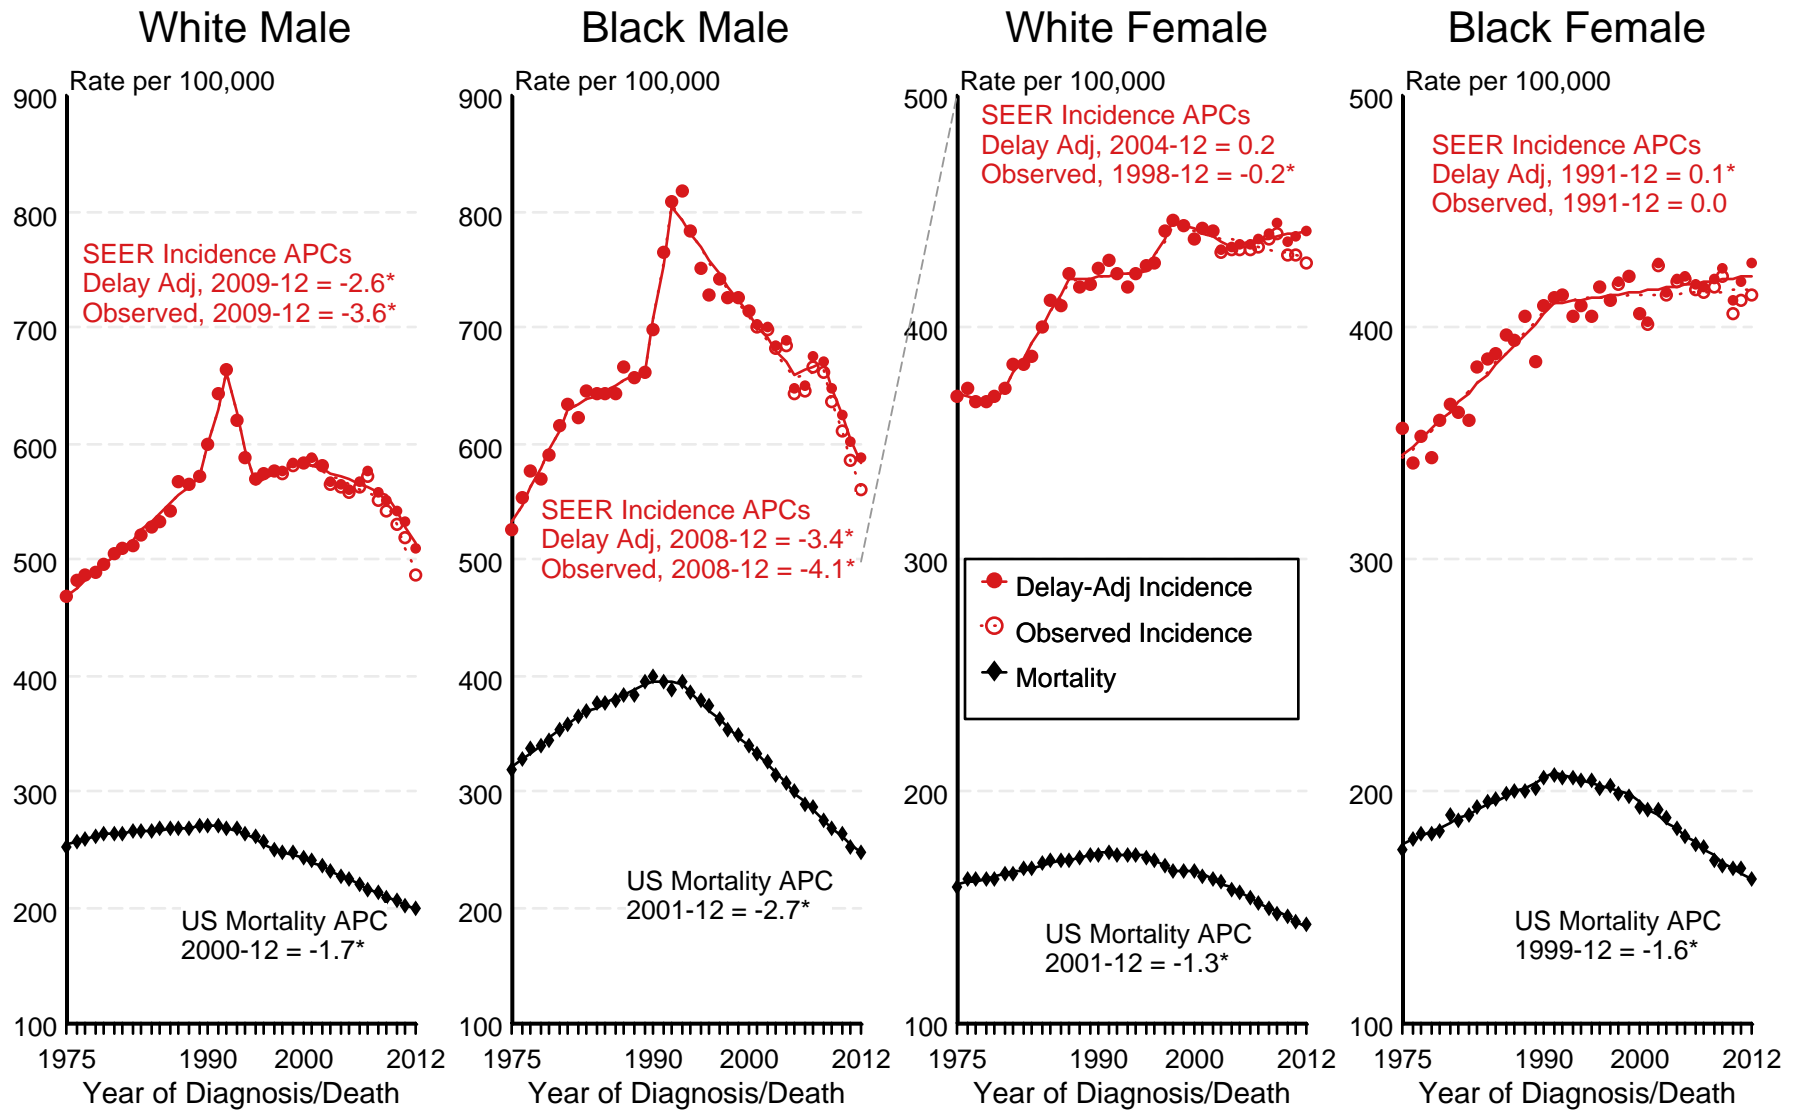 White Male
Rate per 100,000
900
800
700
600
500
400
300
200
100
SEER Incidence APCs
Delay Adj, 2009-12 = -2.6*
Observed, 2009-12 = -3.6*
US Mortality APC
2000-12 = -1.7*
1975 1990 2000 2012
Year of Diagnosis/Death
Black Male
Rate per 100,000
900
800
700
600
500
400
300
200
100
SEER Incidence APCs
Delay Adj, 2008-12 = -3.4*
Observed, 2008-12 = -4.1*
US Mortality APC
2001-12 = -2.7*
1975 1990 2000 2012
Year of Diagnosis/Death
White Female
Rate per 100,000
500
400
300
200
100
SEER Incidence APCs
Delay Adj, 2004-12 = 0.2
Observed, 1998-12 = -0.2*
Delay-Adj Incidence
Observed Incidence
Mortality
US Mortality APC
2001-12 = -1.3*
1975 1990 2000 2012
Year of Diagnosis/Death
Black Female
Rate per 100,000
500
400
300
200
100
SEER Incidence APCs
Delay Adj, 1991-12 = 0.1*
Observed, 1991-12 = 0.0
US Mortality APC
1999-12 = -1.6*
1975 1990 2000 2012
Year of Diagnosis/Death